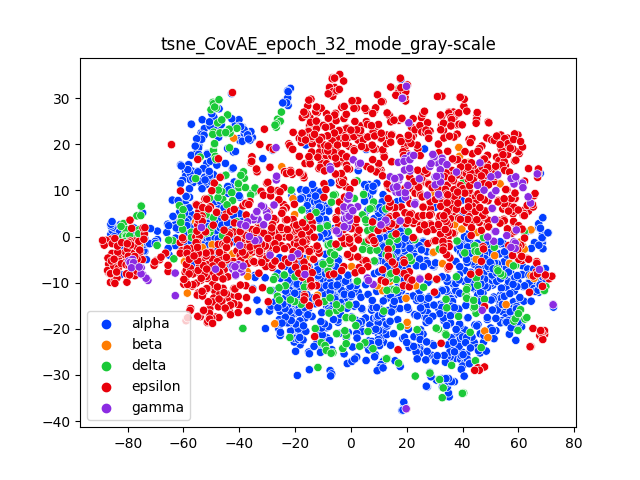 tsne_CovAE_epoch_32_mode_gray-scale
30
20
10
0
−10
−20
−30
−40
alpha
beta
delta
epsilon
gamma
−80 −60 −40 −20 0 20 40 60 80